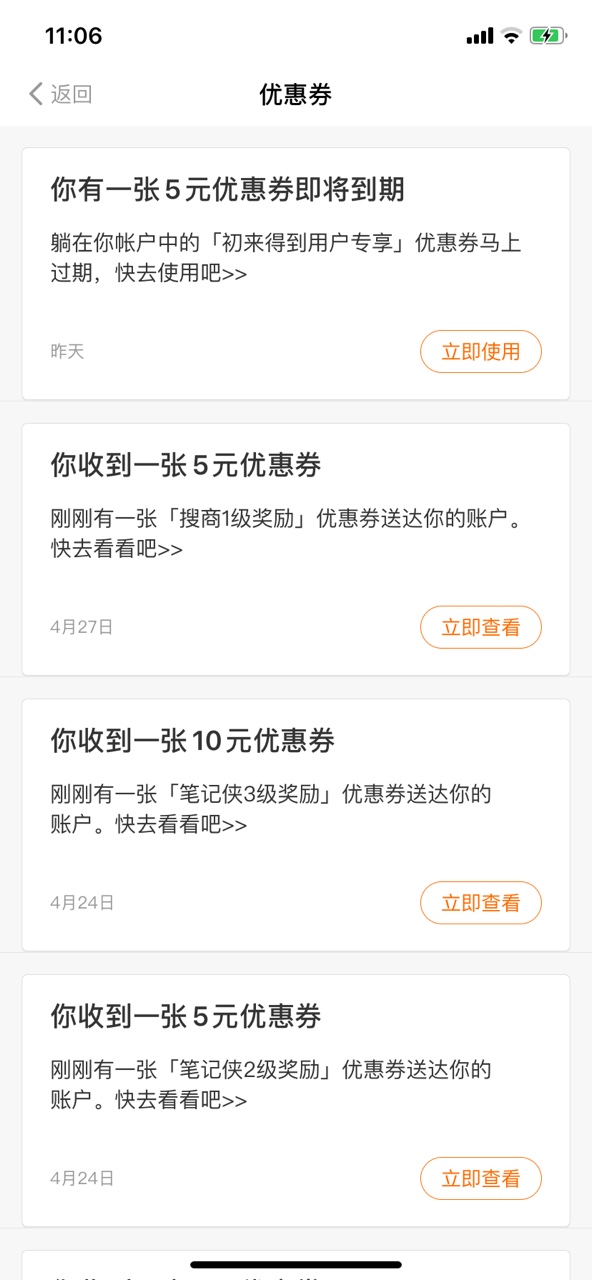 11:06
返回
优惠券
你有一张5元优惠券即将到期
躺在你帐户中的「初来得到用户专享」优惠券马上
过期，快去使用吧>>
昨天
立即使用
你收到一张5元优惠券
刚刚有一张「搜商1级奖励」优惠券送达你的账户。
快去看看吧>>
4月27日
立即查看
你收到一张10元优惠券
刚刚有一张「笔记侠3级奖励」优惠券送达你的
账户。快去看看吧>>
4月24日
立即查看
你收到一张5元优惠券
刚刚有一张「笔记侠2级奖励」优惠券送达你的
账户。快去看看吧>>
4月24日
立即查看